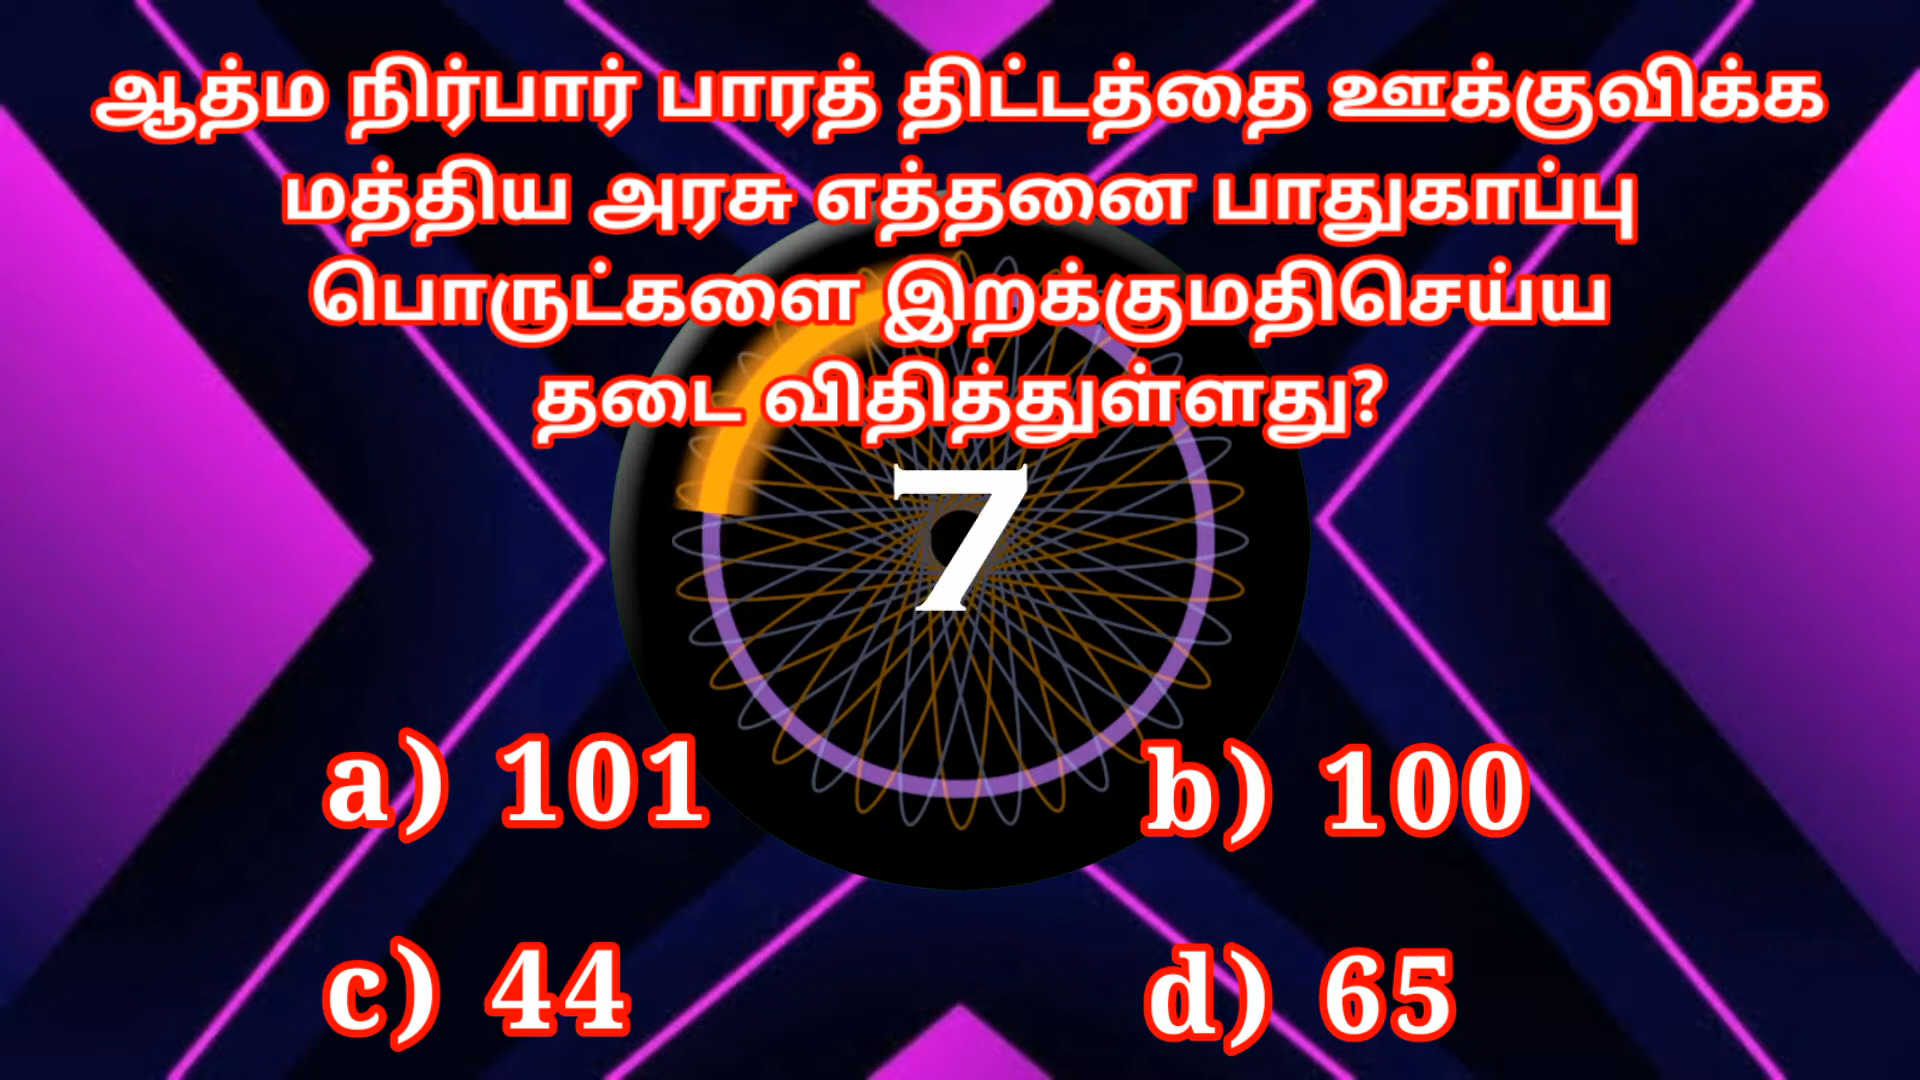 ஆத்ம நிர்பார் பாரத் திட்டத்தை ஊக்குவிக்க
மத்திய அரசு எத்தனை பாதுகாப்பு
பொருட்களை இறக்குமதிசெய்ய
தடை விதித்துள்ளது?
7
a) 101
b) 100
c) 44
d) 65